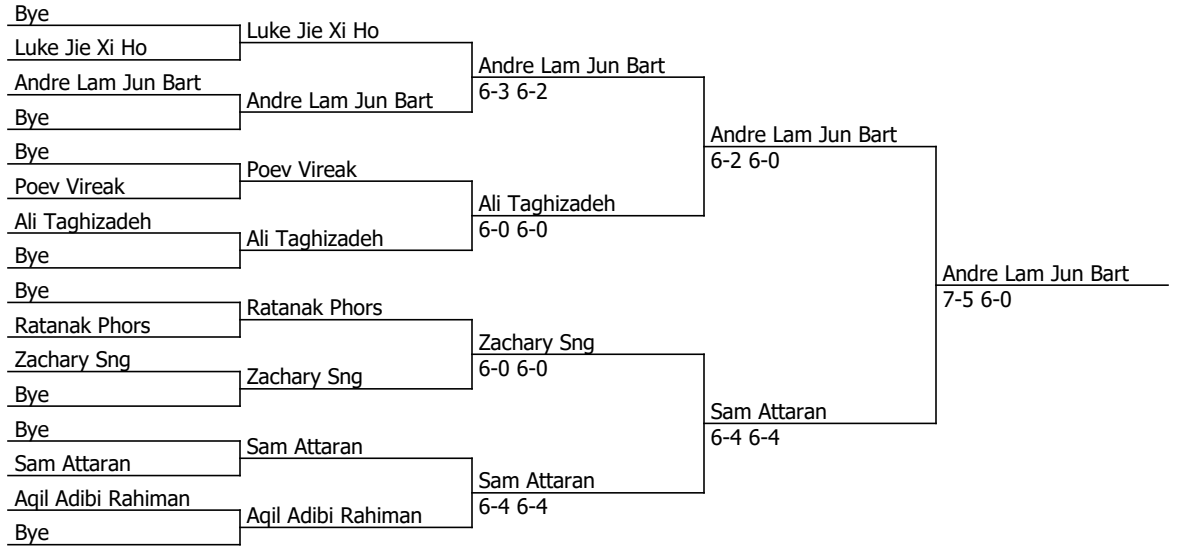 Bye
Luke Jie Xi Ho
Andre Lam Jun Bart
Bye
Bye
Poev Vireak
Ali Taghizadeh
Bye
Bye
Ratanak Phors
Zachary Sng
Bye
Bye
Sam Attaran
Aqil Adibi Rahiman
Bye
Luke Jie Xi Ho
Andre Lam Jun Bart
Poev Vireak
Ali Taghizadeh
Ratanak Phors
Zachary Sng
Sam Attaran
Aqil Adibi Rahiman
Andre Lam Jun Bart
6-3 6-2
Ali Taghizadeh
6-0 6-0
Zachary Sng
6-0 6-0
Sam Attaran
6-4 6-4
Andre Lam Jun Bart
6-2 6-0
Sam Attaran
6-4 6-4
Andre Lam Jun Bart
7-5 6-0